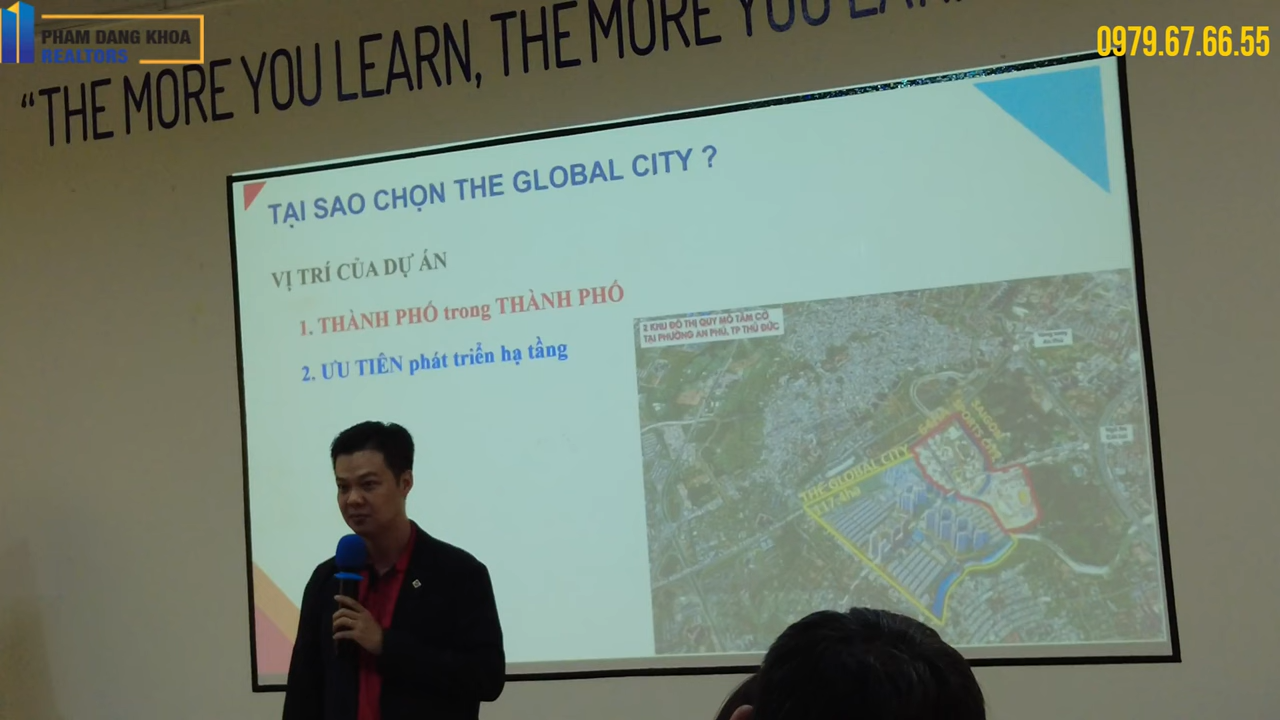 PHAM DANG KHOA
REALTORS
0979.67.66.55
“THE MORE YOU LEARN, THE MORE YOU
TẠI SAO CHỌN THE GLOBAL CITY ?
VỊ TRÍ CỦA DỰ ÁN
1. THÀNH PHỐ trong THÀNH PHỐ
2. ƯU TIÊN phát triển hạ tầng
2 KHU ĐÔ THỊ QUY MÔ TẦM CỠ
TẠI PHƯỜNG AN PHÚ, TP THỦ ĐỨC
SAIGON
SPORTS CITY
THE GLOBAL CITY
117.4ha